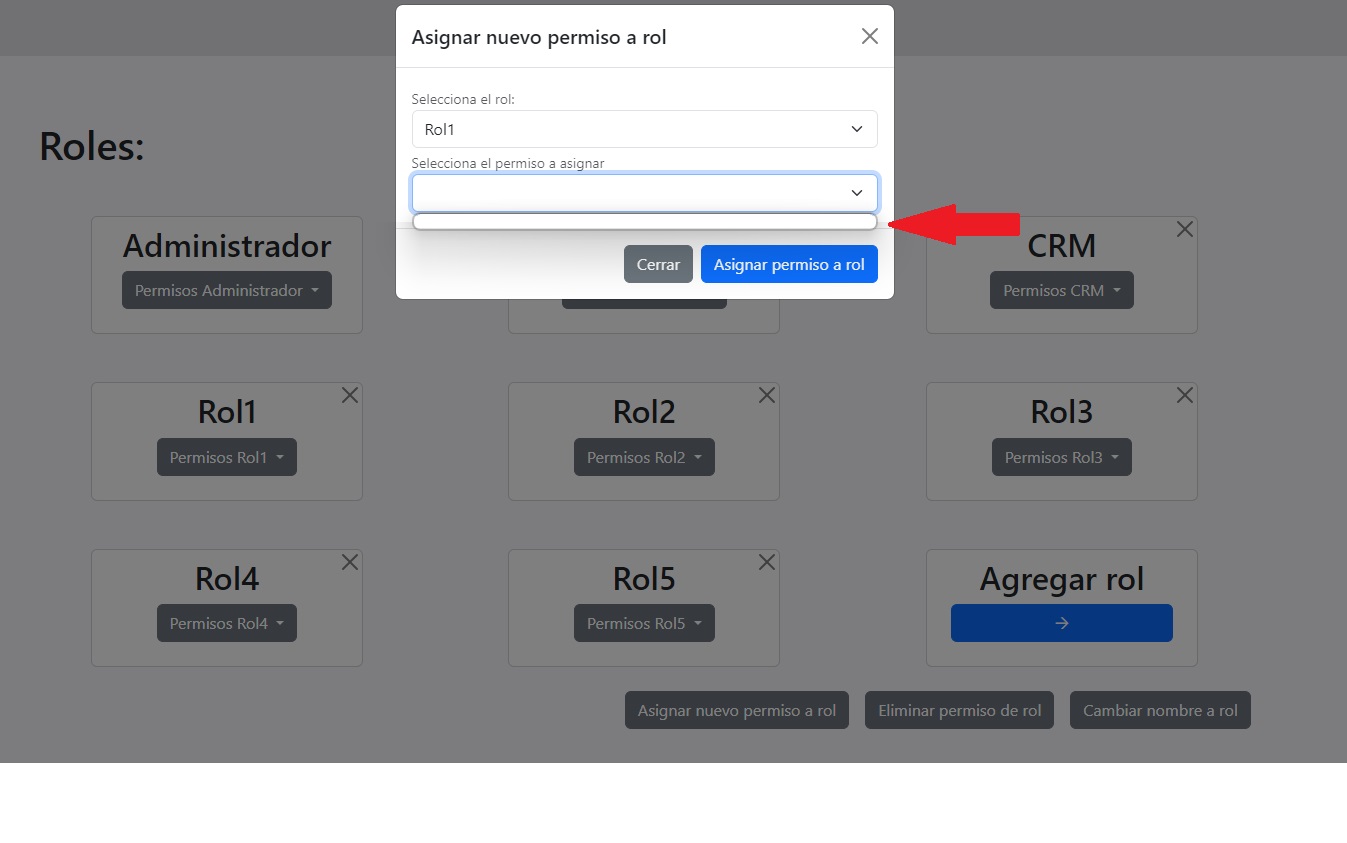 Asignar nuevo permiso a rol
Selecciona el rol:
Rol1
Selecciona el permiso a asignar
Cerrar
Asignar permiso a rol
Roles:
Administrador
Permisos Administrador
CRM
Permisos CRM
Rol1
Permisos Rol1
Rol2
Permisos Rol2
Rol3
Permisos Rol3
Rol4
Permisos Rol4
Rol5
Permisos Rol5
Agregar rol
Asignar nuevo permiso a rol
Eliminar permiso de rol
Cambiar nombre a rol